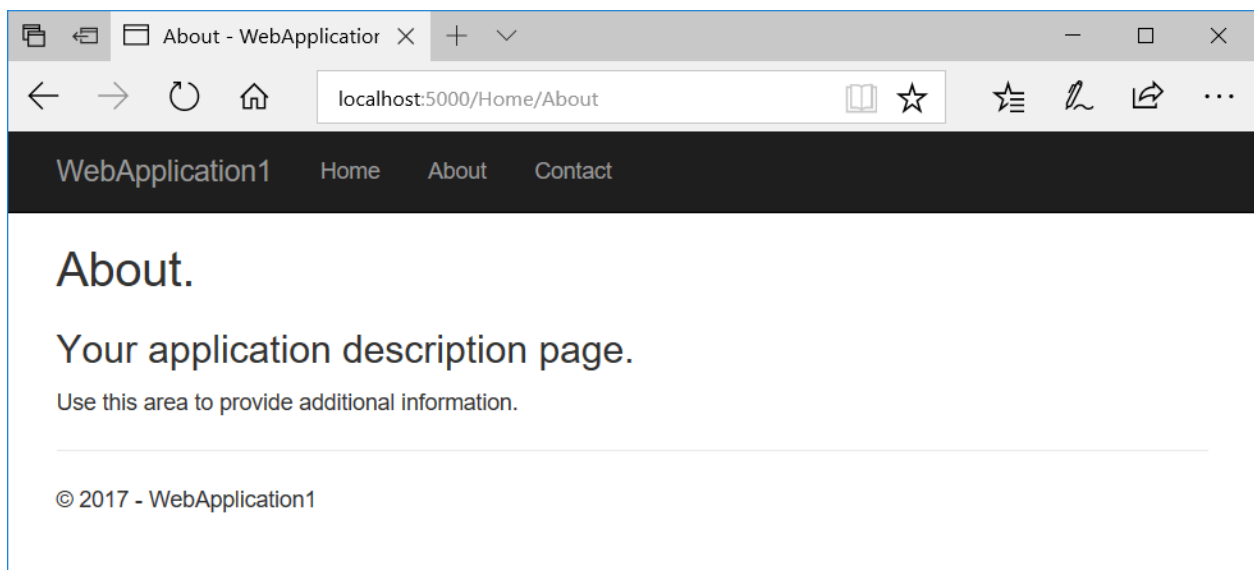 About - WebApplication
localhost:5000/Home/About
WebApplication1 Home About Contact
About.
Your application description page.
Use this area to provide additional information.
© 2017 - WebApplication1